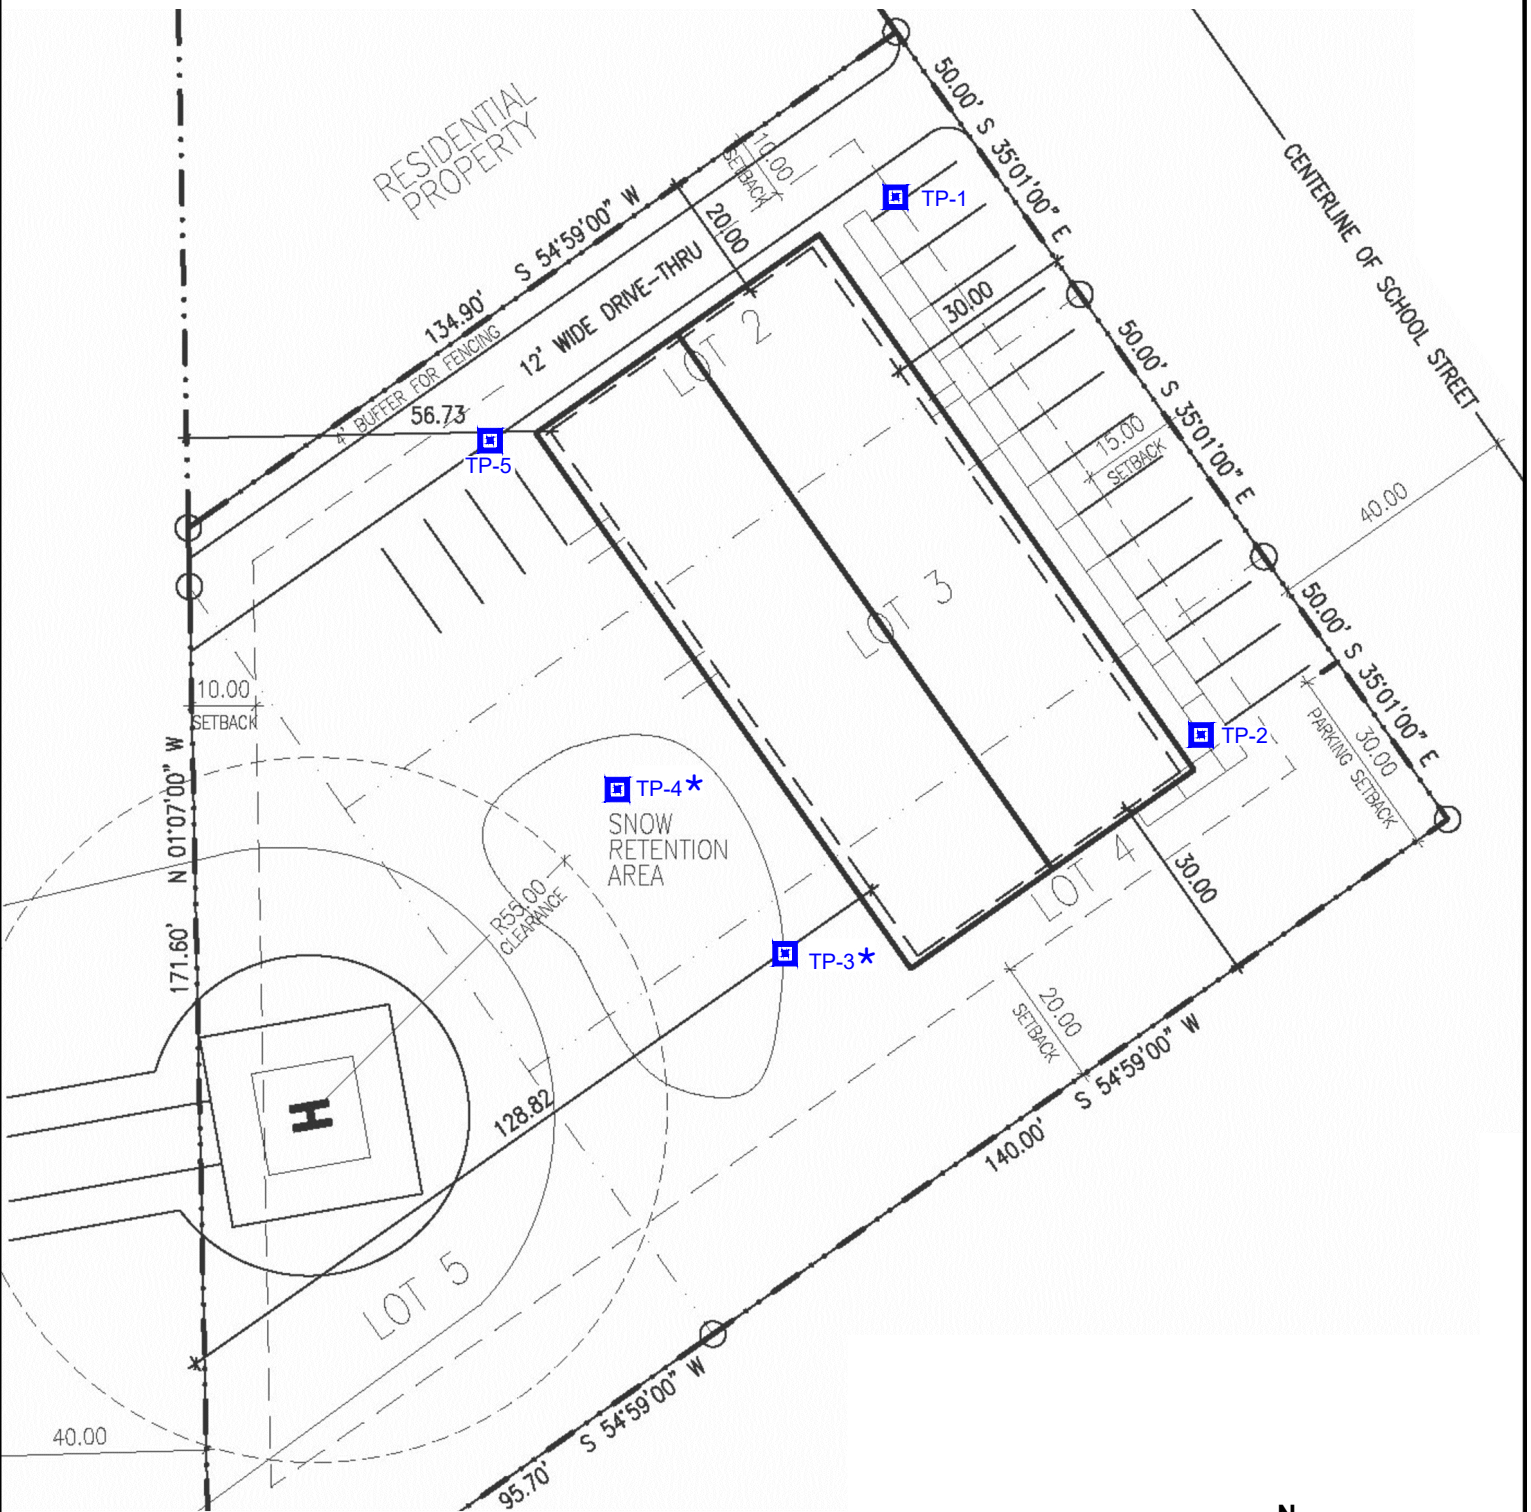 50.00' S 35°01'00" E
RESIDENTIAL
PROPERTY
10.00
SETBACK
CENTERLINE OF SCHOOL STREET
TP-1
S 54°59'00" W
20.00
134.90'
12' WIDE DRIVE-THRU
30.00
LOT 2
4' BUFFER FOR FENCING
50.00' S 35°01'00" E
56.73
TP-5
15.00
SETBACK
40.00
LOT 3
50.00' S 35°01'00" E
10.00
SETBACK
TP-2
30.00
PARKING SETBACK
N 01°07'00" W
171.60'
TP-4*
SNOW
RETENTION
AREA
R55.00
CLEARANCE
LOT 4
30.00
TP-3*
20.00
SETBACK
S 54°59'00" W
H
128.82
140.00'
LOT 5
S 54°59'00" W
40.00
95.70'
N